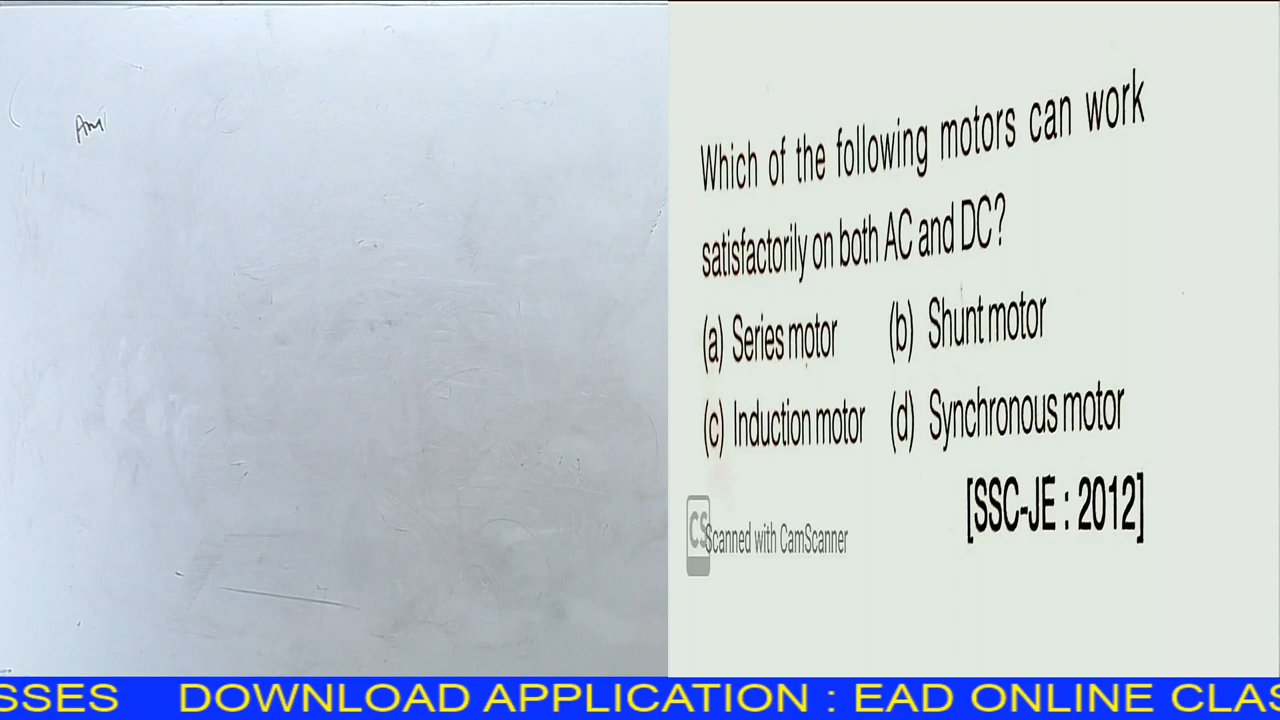 Which of the following motors can work
satisfactorily on both AC and DC?
(a) Series motor (b) Shunt motor
(c) Induction motor (d) Synchronous motor
[SSC-JE : 2012]
CS Scanned with CamScanner
SSES DOWNLOAD APPLICATION : EAD ONLINE CLAS